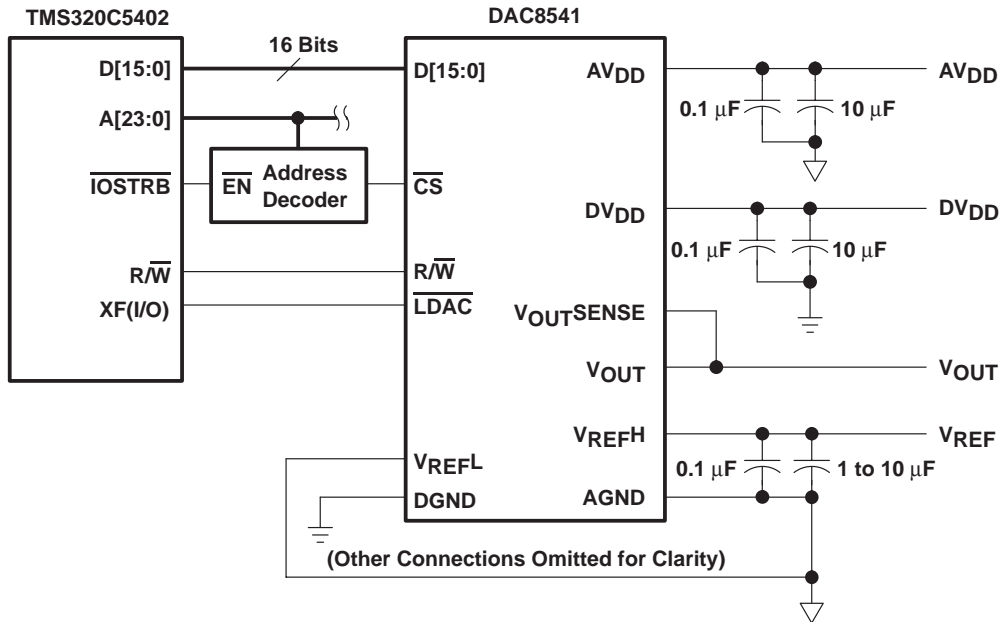 TMS320C5402
DAC8541
D[15:0]
16 Bits
D[15:0]
AVDD
AVDD
0.1 μF
10 μF
A[23:0]
IOSTRB
EN Address
Decoder
CS
DVDD
DVDD
0.1 μF
10 μF
R/W
R/W
XF(I/O)
LDAC
VOUTSENSE
VOUT
VOUT
VREFH
VREF
0.1 μF
1 to 10 μF
VREFL
DGND
AGND
(Other Connections Omitted for Clarity)